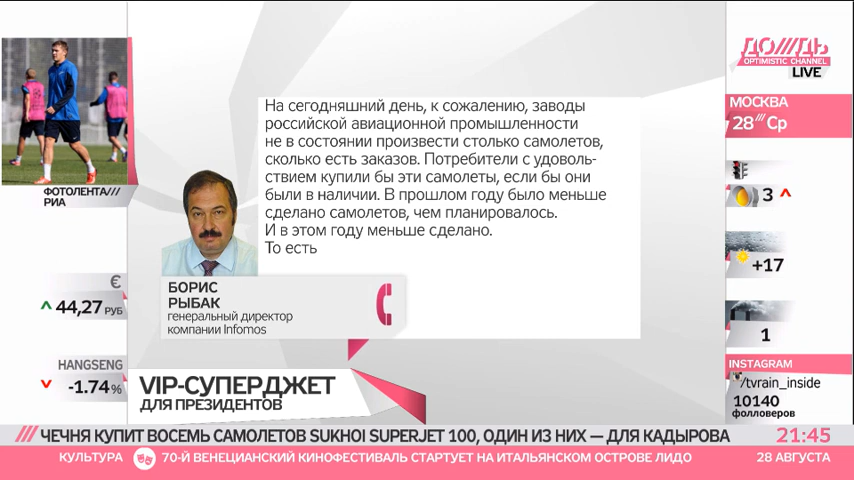 ДОЖДЬ
OPTIMISTIC CHANNEL
LIVE
На сегодняшний день, к сожалению, заводы
российской авиационной промышленности
не в состоянии произвести столько самолетов,
сколько есть заказов. Потребители с удоволь-
ствием купили бы эти самолеты, если бы они
были в наличии. В прошлом году было меньше
сделано самолетов, чем планировалось.
И в этом году меньше сделано.
То есть
МОСКВА
28 /// Ср
ФОТОЛЕНТА///
РИА
3
+17
1
БОРИС
РЫБАК
генеральный директор
компании Infomos
€
44,27 РУБ
HANGSENG
-1.74 %
INSTAGRAM
/tvrain_inside
10140
фолловеров
VIP-СУПЕРДЖЕТ
ДЛЯ ПРЕЗИДЕНТОВ
/// ЧЕЧНЯ КУПИТ ВОСЕМЬ САМОЛЕТОВ SUKHOI SUPERJET 100, ОДИН ИЗ НИХ — ДЛЯ КАДЫРОВА
21:45
КУЛЬТУРА 70-Й ВЕНЕЦИАНСКИЙ КИНОФЕСТИВАЛЬ СТАРТУЕТ НА ИТАЛЬЯНСКОМ ОСТРОВЕ ЛИДО
28 АВГУСТА